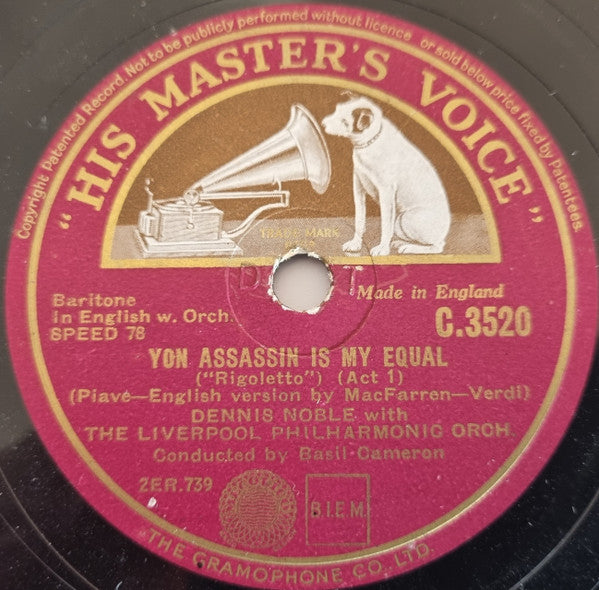 Copyright Patented Record. Not to be publicly performed without licence or sold below price fixed by Patentees.
"HIS MASTER'S VOICE"
TRADE MARK
Made in England
Baritone
In English w. Orch.
SPEED 78
C.3520
YON ASSASSIN IS MY EQUAL
("Rigoletto") (Act 1)
(Piave—English version by MacFarren—Verdi)
DENNIS NOBLE with
THE LIVERPOOL PHILHARMONIC ORCH.
Conducted by Basil-Cameron
2ER.739
B.I.E.M
THE GRAMOPHONE CO. LTD.